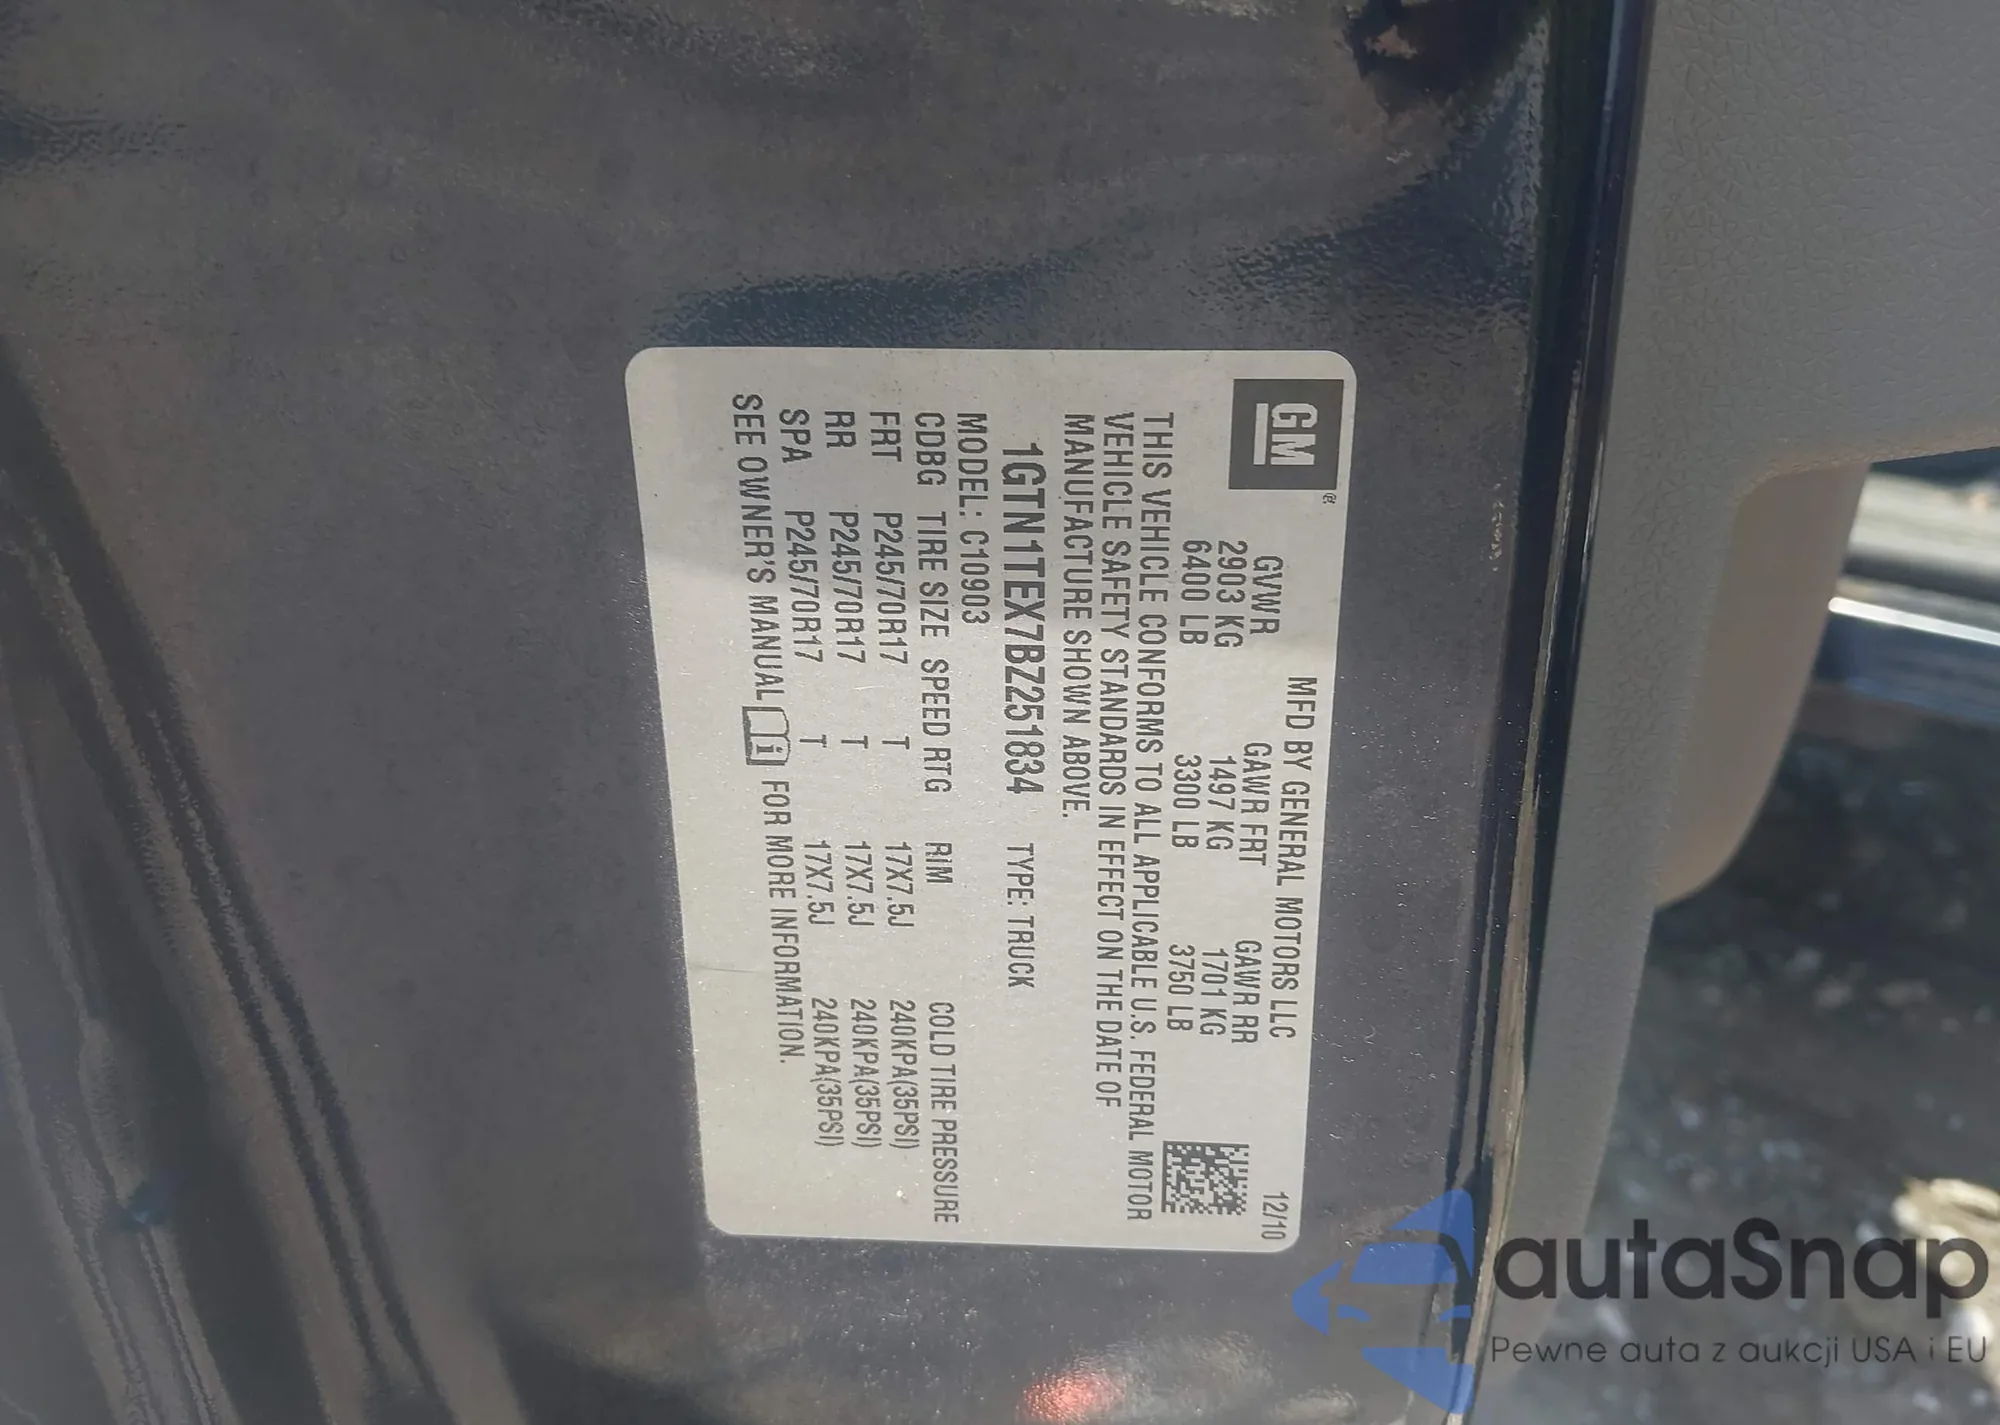 GM®
MFD BY GENERAL MOTORS LLC 12/10
GVWR GAWR FRT GAWR RR
2903 KG 1497 KG 1701 KG
6400 LB 3300 LB 3750 LB
THIS VEHICLE CONFORMS TO ALL APPLICABLE U.S. FEDERAL MOTOR
VEHICLE SAFETY STANDARDS IN EFFECT ON THE DATE OF
MANUFACTURE SHOWN ABOVE.
1GTN1TEX7BZ251834 TYPE: TRUCK
MODEL: C10903
CDBG TIRE SIZE SPEED RTG RIM COLD TIRE PRESSURE
FRT P245/70R17 T 17X7.5J 240KPA(35PSI)
RR P245/70R17 T 17X7.5J 240KPA(35PSI)
SPA P245/70R17 T 17X7.5J 240KPA(35PSI)
SEE OWNER'S MANUAL i FOR MORE INFORMATION.
autaSnap
Pewne auta z aukcji USA i EU